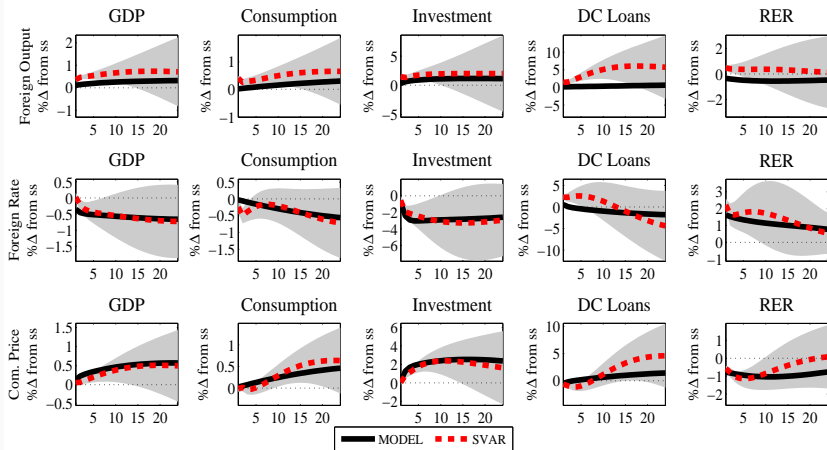 GDP Consumption Investment DC Loans RER
Foreign Output
%Δ from ss %Δ from ss %Δ from ss %Δ from ss %Δ from ss
2 1 0 −1
1 0 −1
5 0 −5
10 5 0 −5
2 0 −2
5 10 15 20 5 10 15 20 5 10 15 20 5 10 15 20 5 10 15 20
GDP Consumption Investment DC Loans RER
Foreign Rate
%Δ from ss %Δ from ss %Δ from ss %Δ from ss %Δ from ss
0.5 0 −0.5 −1 −1.5
0.5 0 −0.5 −1 −1.5
0 −2 −4 −6
5 0 −5 −10
3 2 1 0 −1
5 10 15 20 5 10 15 20 5 10 15 20 5 10 15 20 5 10 15 20
GDP Consumption Investment DC Loans RER
Com. Price
%Δ from ss %Δ from ss %Δ from ss %Δ from ss %Δ from ss
1.5 1 0.5 0 −0.5
1.5 1 0.5 0
6 4 2 0 −2
10 5 0
1 0 −1 −2
5 10 15 20 5 10 15 20 5 10 15 20 5 10 15 20 5 10 15 20
MODEL SVAR